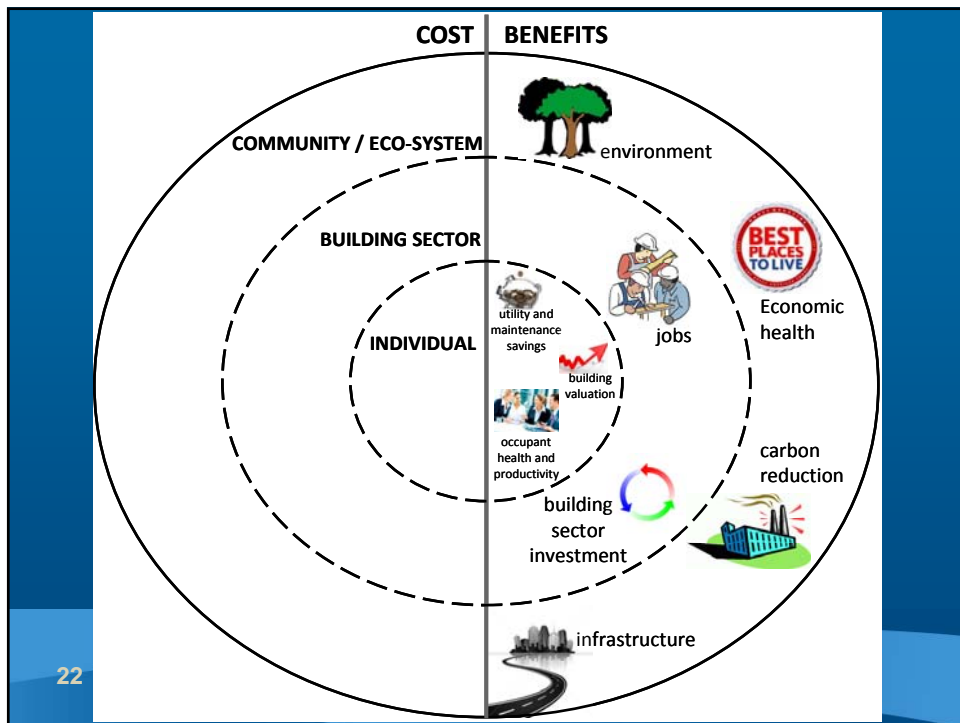 COST
BENEFITS
COMMUNITY / ECO-SYSTEM
environment
BUILDING SECTOR
BEST
PLACES
TO LIVE
Economic
health
jobs
INDIVIDUAL
utility and
maintenance
savings
building
valuation
occupant
health and
productivity
carbon
reduction
building
sector
investment
infrastructure
22